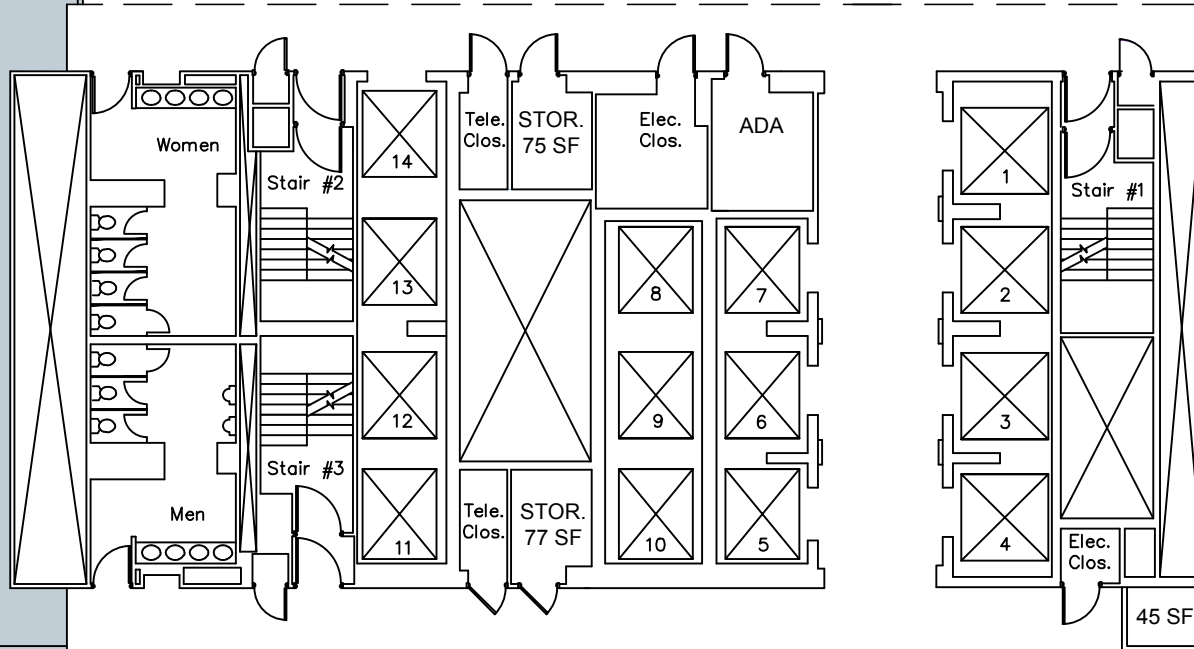 Women
Stair #2
14
Tele.
Clos.
STOR.
75 SF
Elec.
Clos.
ADA
1
Stair #1
13
8
7
2
12
9
6
3
Stair #3
Men
11
Tele.
Clos.
STOR.
77 SF
10
5
4
Elec.
Clos.
45 SF